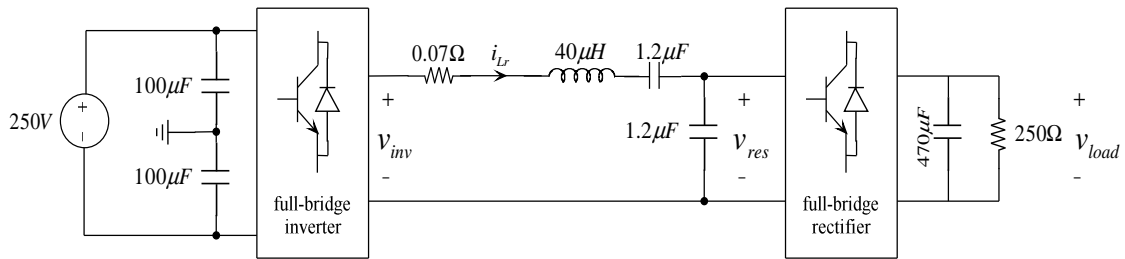 250V
+
-
100μF
100μF
full-bridge
inverter
+
v_inv
-
0.07Ω
i_Lr
40μH
1.2μF
1.2μF
+
v_res
-
full-bridge
rectifier
470μF
250Ω
+
v_load
-